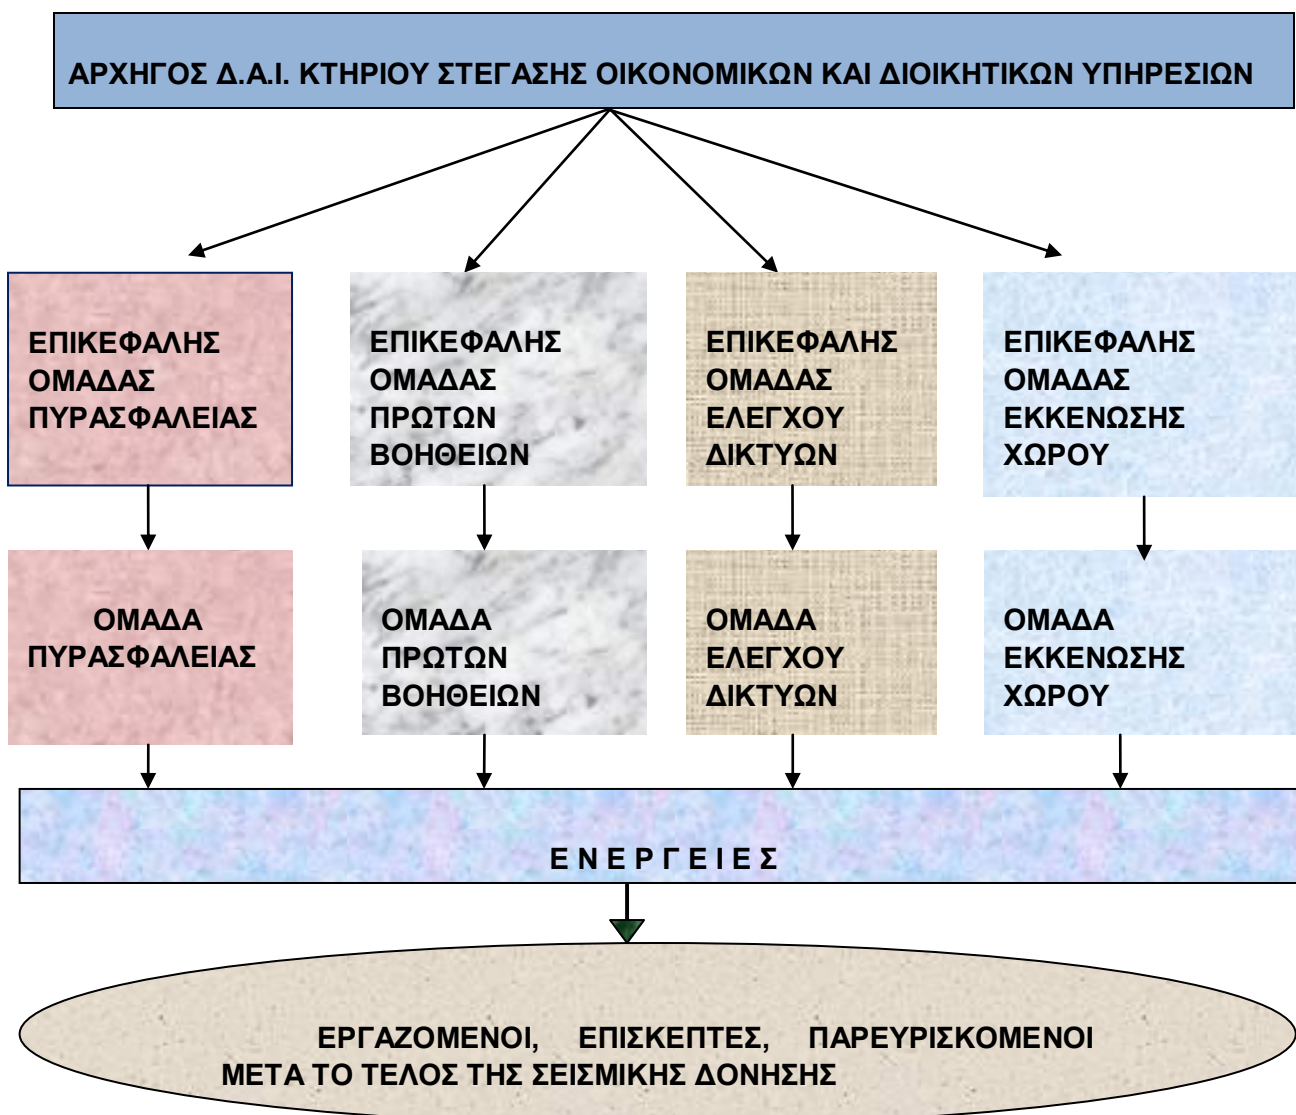 ΑΡΧΗΓΟΣ Δ.Α.Ι. ΚΤΗΡΙΟΥ ΣΤΕΓΑΣΗΣ ΟΙΚΟΝΟΜΙΚΩΝ ΚΑΙ ΔΙΟΙΚΗΤΙΚΩΝ ΥΠΗΡΕΣΙΩΝ
ΕΠΙΚΕΦΑΛΗΣ
ΟΜΑΔΑΣ
ΠΥΡΑΣΦΑΛΕΙΑΣ
ΕΠΙΚΕΦΑΛΗΣ
ΟΜΑΔΑΣ
ΠΡΩΤΩΝ
ΒΟΗΘΕΙΩΝ
ΕΠΙΚΕΦΑΛΗΣ
ΟΜΑΔΑΣ
ΕΛΕΓΧΟΥ
ΔΙΚΤΥΩΝ
ΕΠΙΚΕΦΑΛΗΣ
ΟΜΑΔΑΣ
ΕΚΚΕΝΩΣΗΣ
ΧΩΡΟΥ
ΟΜΑΔΑ
ΠΥΡΑΣΦΑΛΕΙΑΣ
ΟΜΑΔΑ
ΠΡΩΤΩΝ
ΒΟΗΘΕΙΩΝ
ΟΜΑΔΑ
ΕΛΕΓΧΟΥ
ΔΙΚΤΥΩΝ
ΟΜΑΔΑ
ΕΚΚΕΝΩΣΗΣ
ΧΩΡΟΥ
Ε Ν Ε Ρ Γ Ε Ι Ε Σ
ΕΡΓΑΖΟΜΕΝΟΙ, ΕΠΙΣΚΕΠΤΕΣ, ΠΑΡΕΥΡΙΣΚΟΜΕΝΟΙ
ΜΕΤΑ ΤΟ ΤΕΛΟΣ ΤΗΣ ΣΕΙΣΜΙΚΗΣ ΔΟΝΗΣΗΣ